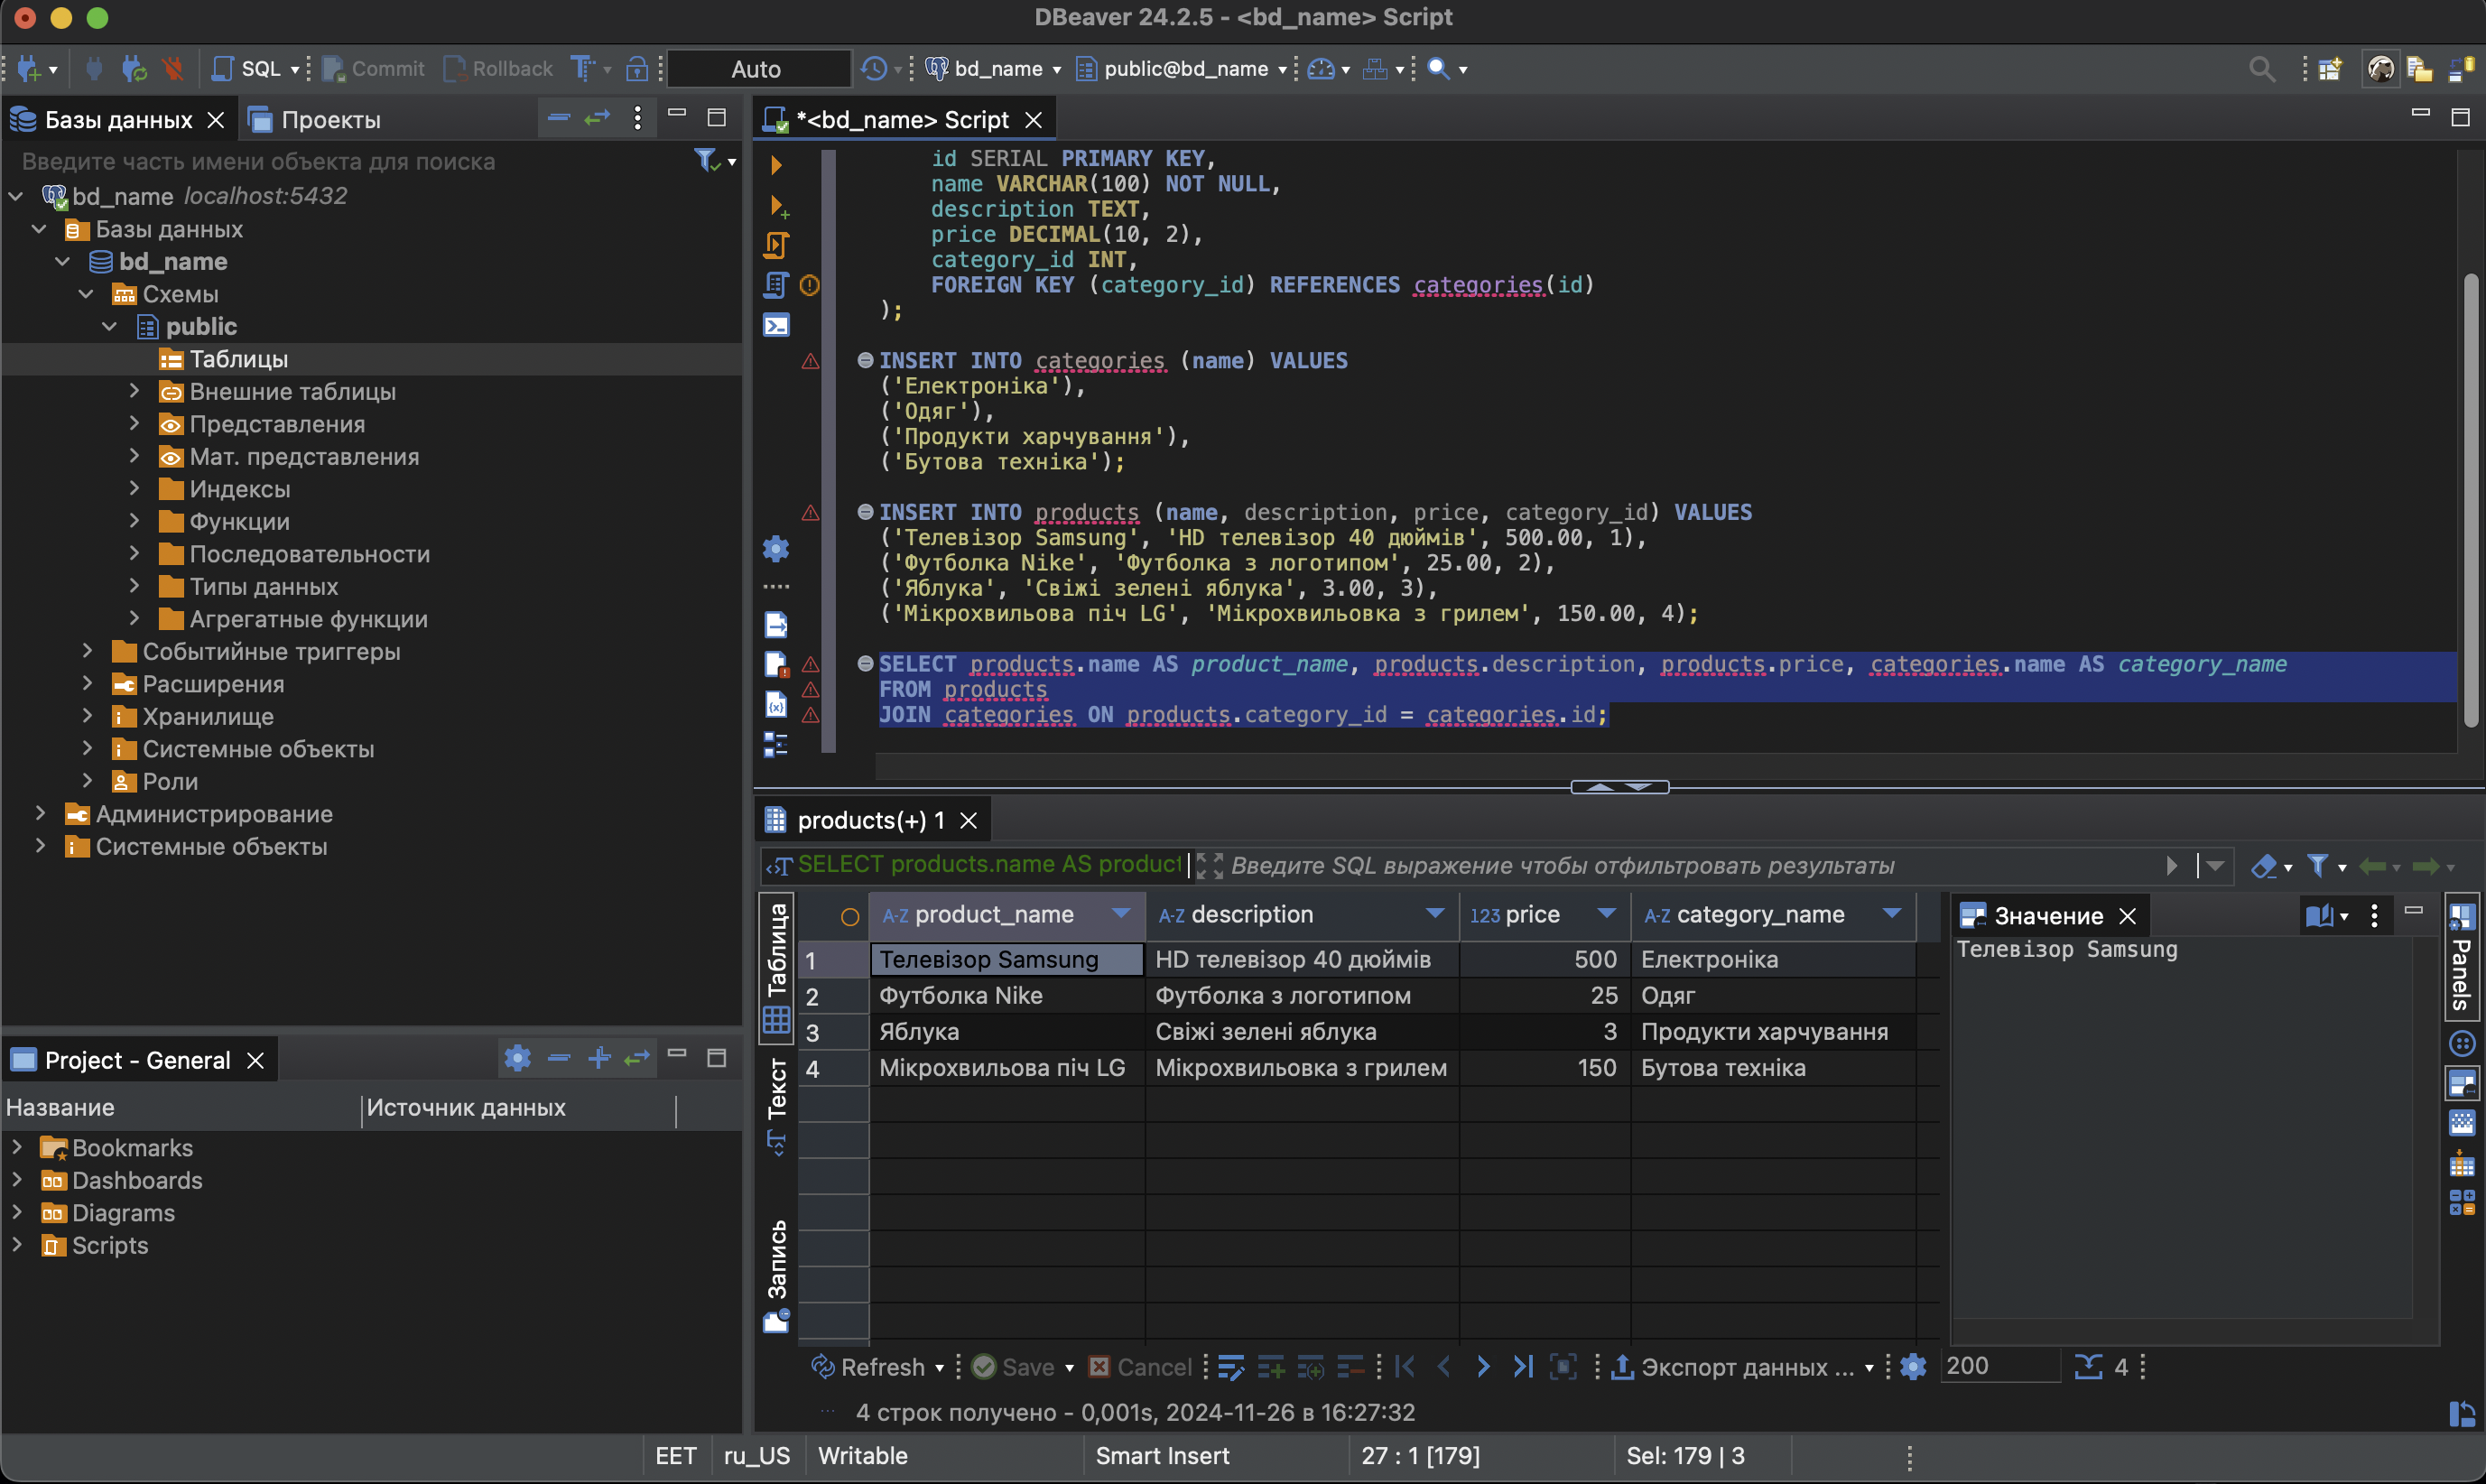 DBeaver 24.2.5 - <bd_name> Script
SQL Commit Rollback Auto bd_name public@bd_name
Базы данных Проекты
Введите часть имени объекта для поиска
bd_name localhost:5432
Базы данных
bd_name
Схемы
public
Таблицы
Внешние таблицы
Представления
Мат. представления
Индексы
Функции
Последовательности
Типы данных
Агрегатные функции
Событийные триггеры
Расширения
Хранилище
Системные объекты
Роли
Администрирование
Системные объекты
Project - General
Название Источник данных
Bookmarks
Dashboards
Diagrams
Scripts
*<bd_name> Script
id SERIAL PRIMARY KEY,
name VARCHAR(100) NOT NULL,
description TEXT,
price DECIMAL(10, 2),
category_id INT,
FOREIGN KEY (category_id) REFERENCES categories(id)
);
INSERT INTO categories (name) VALUES
('Електроніка'),
('Одяг'),
('Продукти харчування'),
('Бутова техніка');
INSERT INTO products (name, description, price, category_id) VALUES
('Телевізор Samsung', 'HD телевізор 40 дюймів', 500.00, 1),
('Футболка Nike', 'Футболка з логотипом', 25.00, 2),
('Яблука', 'Свіжі зелені яблука', 3.00, 3),
('Мікрохвильова піч LG', 'Мікрохвильовка з грилем', 150.00, 4);
SELECT products.name AS product_name, products.description, products.price, categories.name AS category_name
FROM products
JOIN categories ON products.category_id = categories.id;
products(+) 1
SELECT products.name AS product Введите SQL выражение чтобы отфильтровать результаты
Таблица
Текст
Запись
A-Z product_name A-Z description 123 price A-Z category_name
1 Телевізор Samsung HD телевізор 40 дюймів 500 Електроніка
2 Футболка Nike Футболка з логотипом 25 Одяг
3 Яблука Свіжі зелені яблука 3 Продукти харчування
4 Мікрохвильова піч LG Мікрохвильовка з грилем 150 Бутова техніка
Значение
Телевізор Samsung
Panels
Refresh Save Cancel Экспорт данных ... 200 4
4 строк получено - 0,001s, 2024-11-26 в 16:27:32
EET ru_US Writable Smart Insert 27 : 1 [179] Sel: 179 | 3